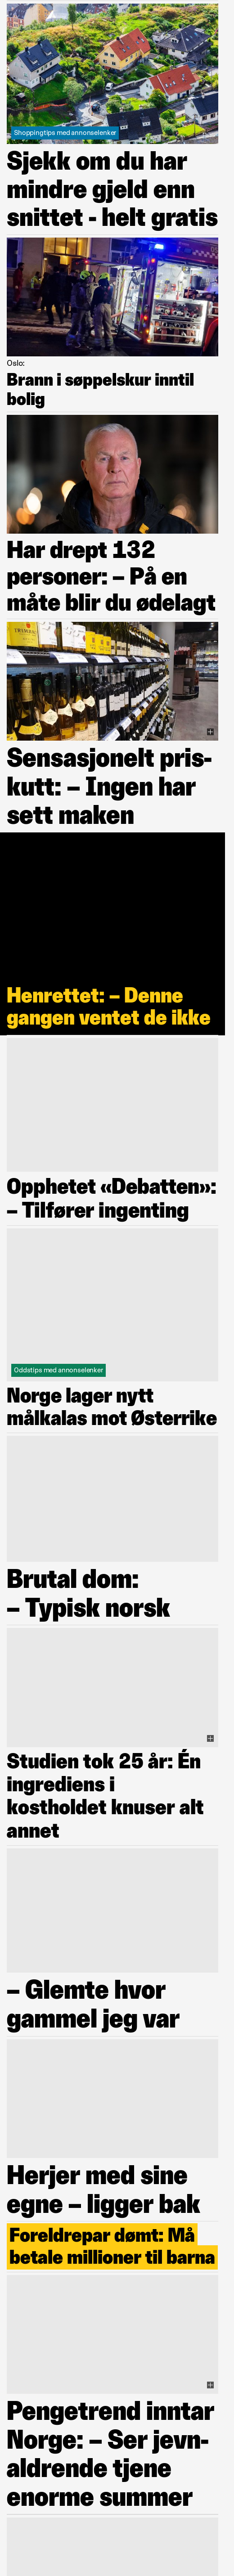 Shoppingtips med annonselenker
Sjekk om du har
mindre gjeld enn
snittet - helt gratis
Oslo:
Brann i søppelskur inntil
bolig
Har drept 132
personer: – På en
måte blir du ødelagt
Sensasjonelt pris-
kutt: – Ingen har
sett maken
Henrettet: – Denne
gangen ventet de ikke
Opphetet «Debatten»:
– Tilfører ingenting
Oddstips med annonselenker
Norge lager nytt
målkalas mot Østerrike
Brutal dom:
– Typisk norsk
Studien tok 25 år: Én
ingrediens i
kostholdet knuser alt
annet
– Glemte hvor
gammel jeg var
Herjer med sine
egne – ligger bak
Foreldrepar dømt: Må
betale millioner til barna
Pengetrend inntar
Norge: – Ser jevn-
aldrende tjene
enorme summer